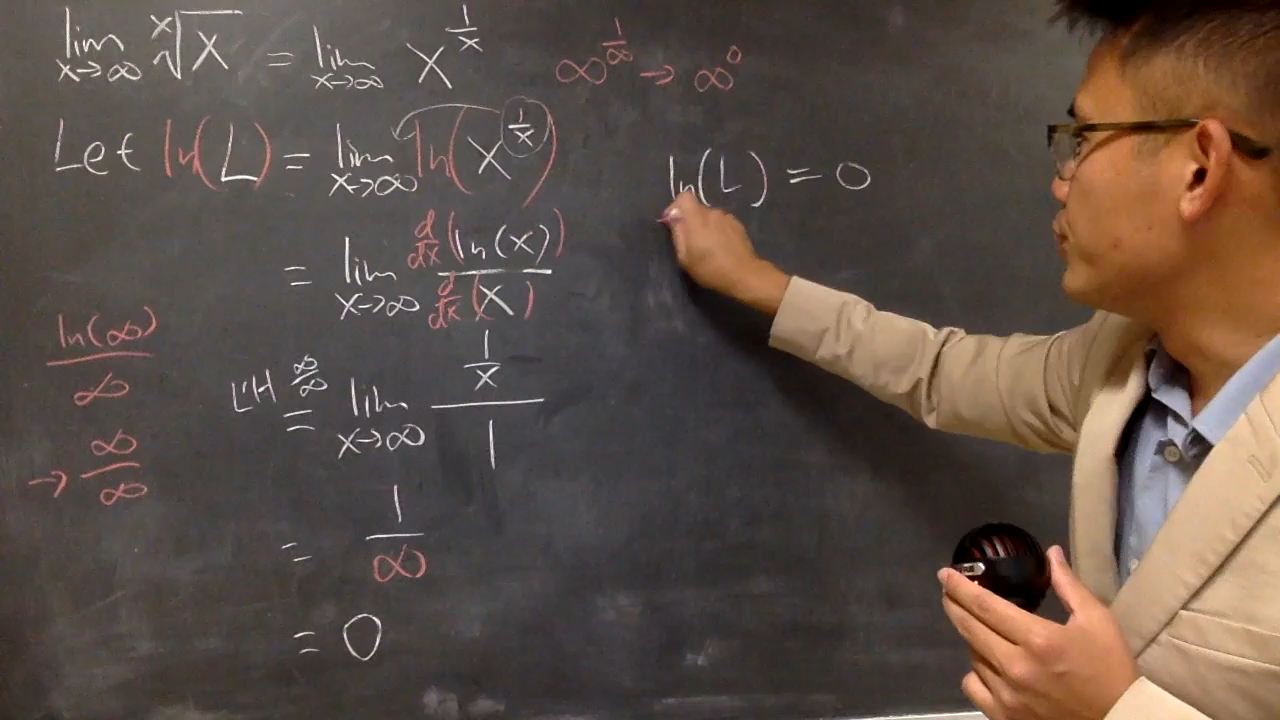 lim x→∞ ˣ√x = lim x→∞ x^(1/x) ∞^(1/∞) → ∞^0
Let ln(L) = lim x→∞ ln(x^(1/x))
= lim x→∞ d/dx (ln(x)) / d/dx (x)
L'H ∞/∞ = lim x→∞ (1/x) / 1
= 1/∞
= 0
ln(∞)/∞
→ ∞/∞
ln(L) = 0